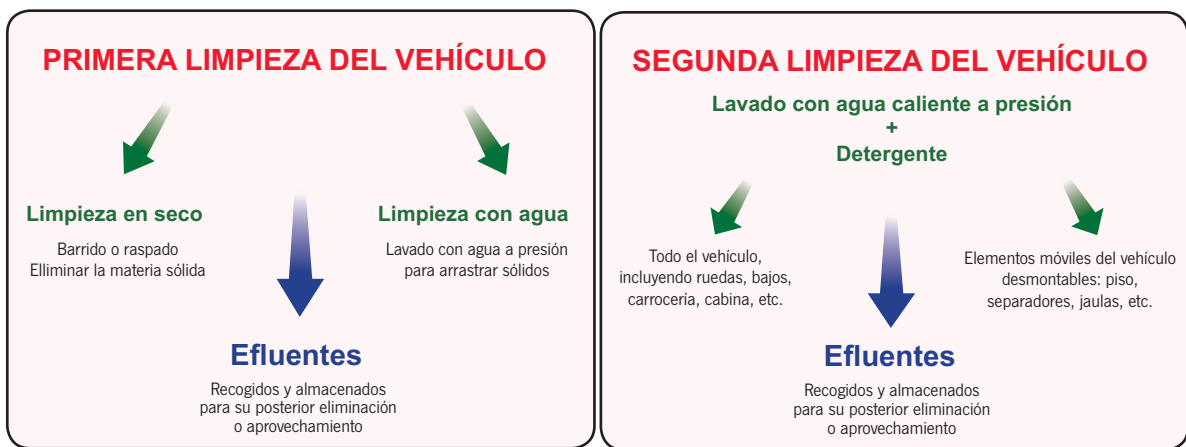 PRIMERA LIMPIEZA DEL VEHÍCULO
Limpieza en seco
Barrido o raspado
Elliminar la materia sólida
Limpieza con agua
Lavado con agua a presión
para arrastrar sólidos
Efluentes
Recogidos y almacenados
para su posterior eliminación
o aprovechamiento
SEGUNDA LIMPIEZA DEL VEHÍCULO
Lavado con agua caliente a presión
+
Detergente
Todo el vehículo,
incluyendo ruedas, bajos,
carrocería, cabina, etc.
Elementos móviles del vehículo
desmontables: piso,
separadores, jaulas, etc.
Efluentes
Recogidos y almacenados
para su posterior eliminación
o aprovechamiento